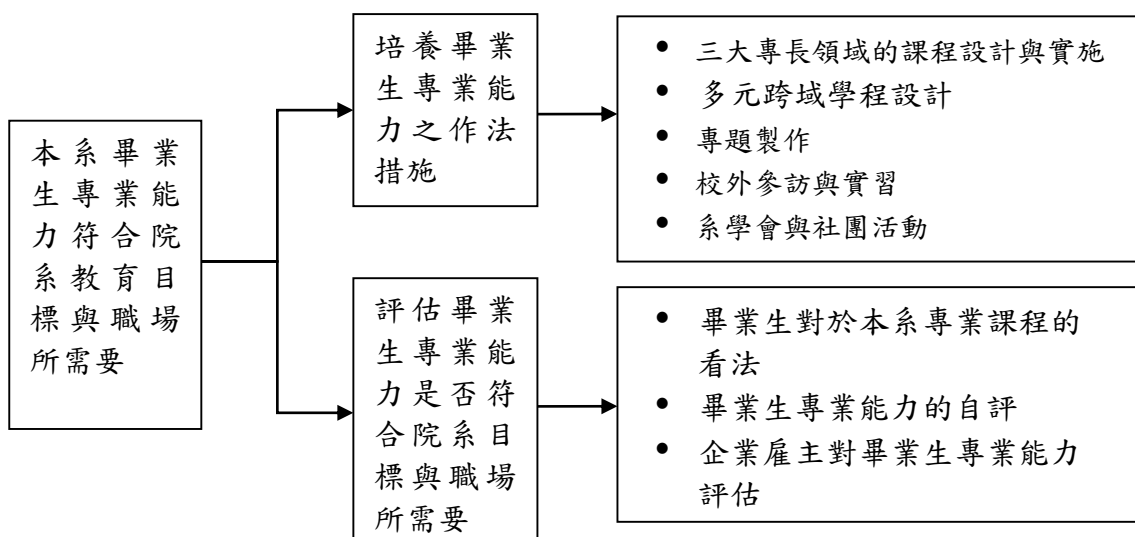 本系畢業
生專業能
力符合院
系教育目
標與職場
所需要
培養畢業
生專業能
力之作法
措施
• 三大專長領域的課程設計與實施
• 多元跨域學程設計
• 專題製作
• 校外參訪與實習
• 系學會與社團活動
評估畢業
生專業能
力是否符
合院系目
標與職場
所需要
• 畢業生對於本系專業課程的
看法
• 畢業生專業能力的自評
• 企業雇主對畢業生專業能力
評估